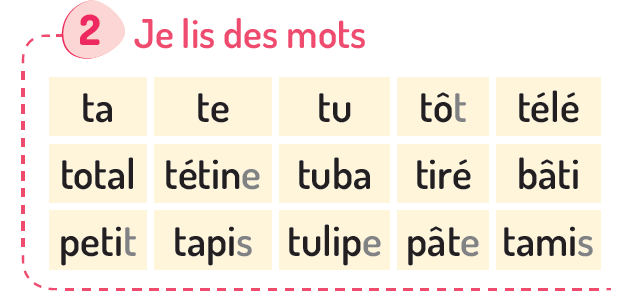 2 Je lis des mots
ta te tu tôt télé
total tétine tuba tiré bâti
petit tapis tulipe pâte tamis